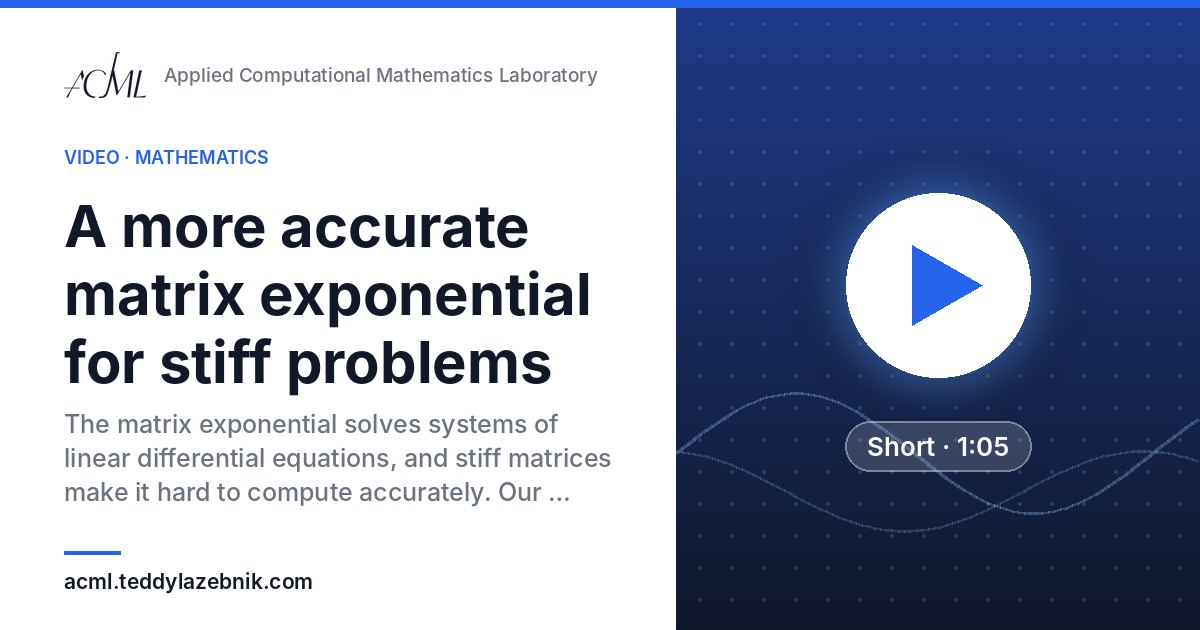 ACML
Applied Computational Mathematics Laboratory
VIDEO · MATHEMATICS
A more accurate
matrix exponential
for stiff problems
The matrix exponential solves systems of
linear differential equations, and stiff matrices
make it hard to compute accurately. Our ...
Short · 1:05
acml.teddylazebnik.com